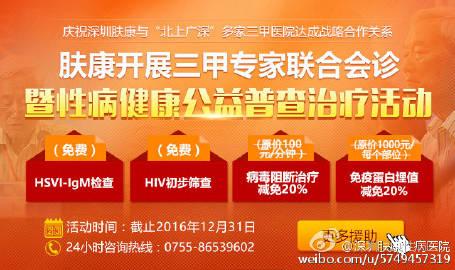 庆祝深圳肤康与“北上广深”多家三甲医院达成战略合作关系
肤康开展三甲专家联合会诊
暨性病健康公益普查治疗活动
（免费）
HSVI-IgM检查
（免费）
HIV初步筛查
（原价100
元/分钟）
病毒阻断治疗
减免20%
（原价1000元/
每个部位）
免疫蛋白埋值
减免20%
活动时间：截止2016年12月31日
24小时咨询热线：0755-86539602
更多援助
weibo.com/u/5749457319